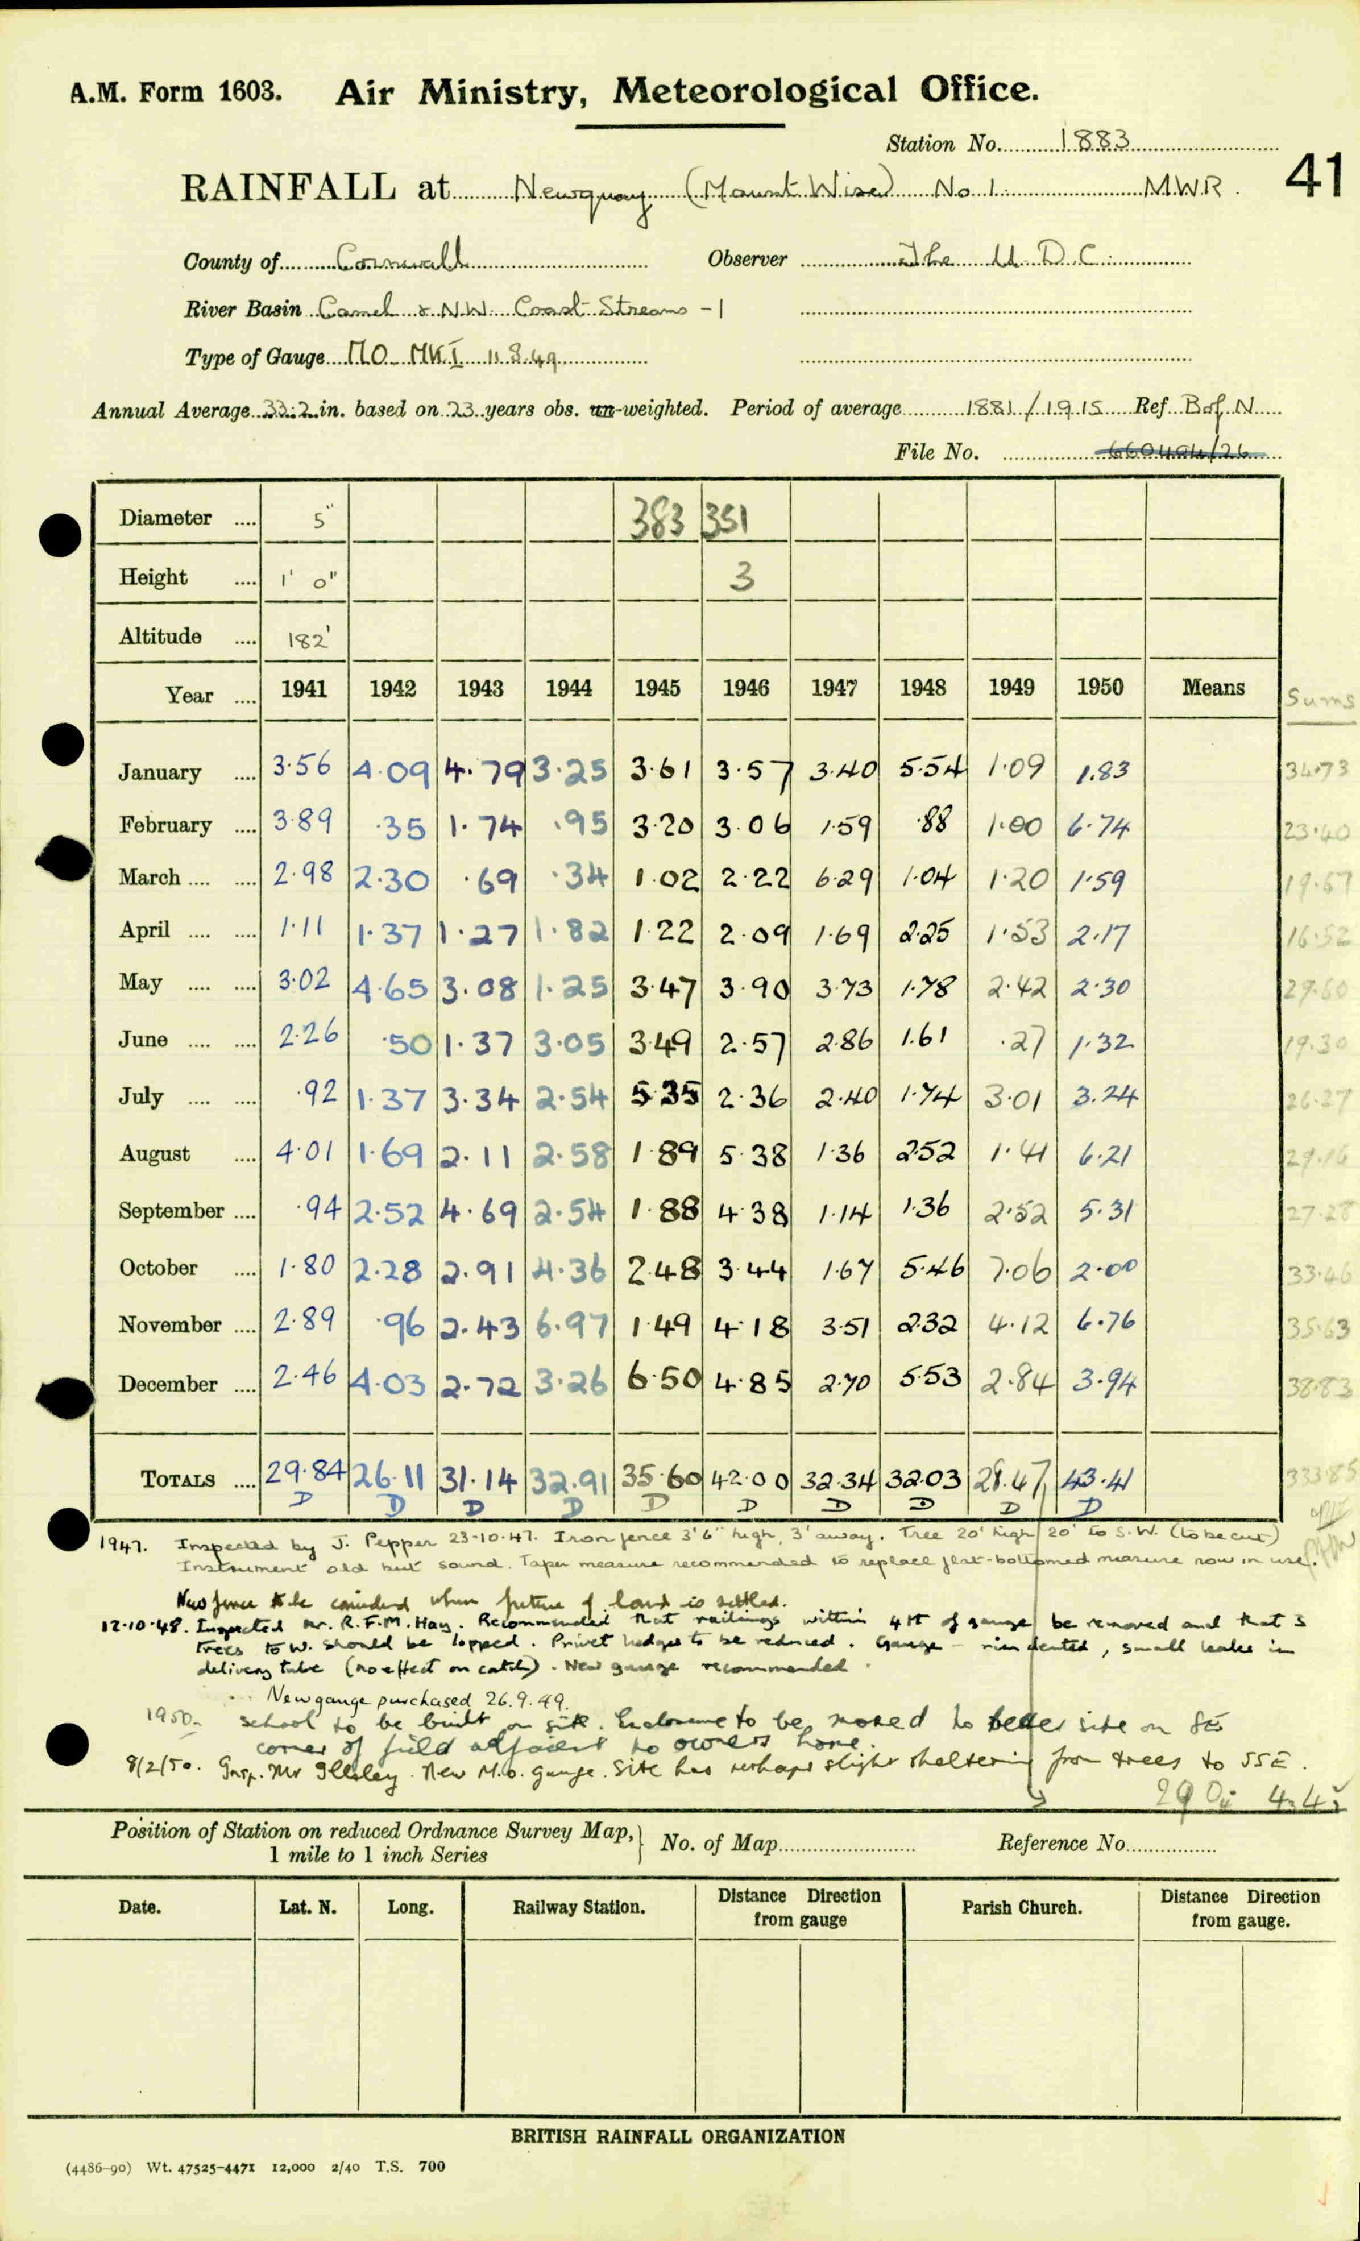 A.M. Form 1603. Air Ministry, Meteorological Office.
Station No. 1883
41
RAINFALL at Newquay (Mount Wise) No 1 MWR.
County of Cornwall Observer The U.D.C.
River Basin Camel & NW. Coast Streams -1
Type of Gauge MO MK I 11.8.49
Annual Average 33.2 in. based on 23 years obs. un-weighted. Period of average 1881/1915 Ref B of N
File No. 660494/26
Diameter .... 5" 383 351
Height .... 1' 0" 3
Altitude .... 182'
Year .... 1941 1942 1943 1944 1945 1946 1947 1948 1949 1950 Means Sums
January .... 3.56 4.09 4.79 3.25 3.61 3.57 3.40 5.54 1.09 1.83 34.73
February .... 3.89 .35 1.74 .95 3.20 3.06 1.59 .88 1.00 6.74 23.40
March .... .... 2.98 2.30 .69 .34 1.02 2.22 6.29 1.04 1.20 1.59 19.67
April .... .... 1.11 1.37 1.27 1.82 1.22 2.09 1.69 2.25 1.53 2.17 16.52
May .... .... 3.02 4.65 3.08 1.25 3.47 3.90 3.73 1.78 2.42 2.30 29.60
June .... .... 2.26 .50 1.37 3.05 3.49 2.57 2.86 1.61 .27 1.32 19.30
July .... .... .92 1.37 3.34 2.54 5.35 2.36 2.40 1.74 3.01 3.24 26.27
August .... 4.01 1.69 2.11 2.58 1.89 5.38 1.36 2.52 1.41 6.21 29.16
September .... .94 2.52 4.69 2.54 1.88 4.38 1.14 1.36 2.52 5.31 27.28
October .... 1.80 2.28 2.91 4.36 2.48 3.44 1.67 5.46 7.06 2.00 33.46
November .... 2.89 .96 2.43 6.97 1.49 4.18 3.51 2.32 4.12 6.76 35.63
December .... 2.46 4.03 2.72 3.26 6.50 4.85 2.70 5.53 2.84 3.94 38.83
TOTALS .... 29.84 26.11 31.14 32.91 35.60 42.00 32.34 32.03 28.47 43.41 333.85
D D D D D D D D D D
1947. Inspected by J. Pepper 23-10-47. Iron fence 3'6" high, 3' away. Tree 20' high 20' to S.W. (to be cut)
Instrument old but sound. Taper measure recommended to replace flat-bottomed measure now in use.
New fence to be considered when future of land is settled.
12-10-48. Inspected Mr. R.F.M. Hay. Recommended that railings within 4 ft of gauge be removed and that 3
trees to W. should be lopped. Privet hedges to be reduced. Gauge - rim dented, small leaks in
delivery tube (no effect on catch). New gauge recommended.
New gauge purchased 26.9.49.
1950. School to be built on site. Enclosure to be moved to better site on SE
corner of field adjacent to owners home.
8/2/50. Insp. Mr Illsley. New M.O. gauge. Site has perhaps slight sheltering from trees to SSE.
Position of Station on reduced Ordnance Survey Map, 1 mile to 1 inch Series } No. of Map Reference No.
Date. Lat. N. Long. Railway Station. Distance Direction from gauge Parish Church. Distance Direction from gauge.
BRITISH RAINFALL ORGANIZATION
(4486-90) Wt. 47525-4471 12,000 2/40 T.S. 700